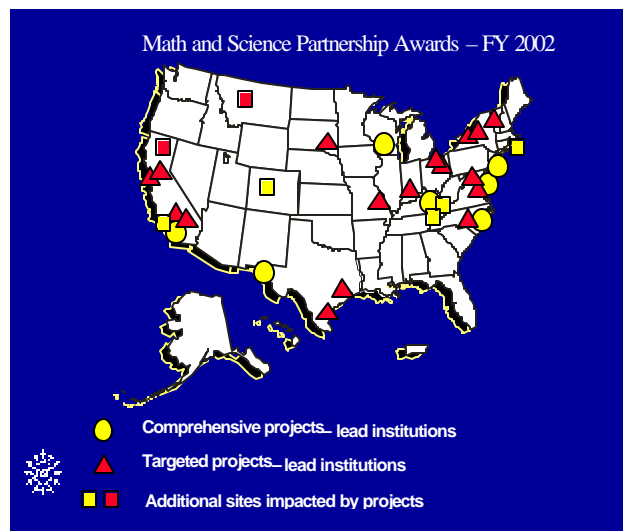 Math and Science Partnership Awards – FY 2002
Comprehensive projects– lead institutions
Targeted projects–lead institutions
Additional sites impacted by projects